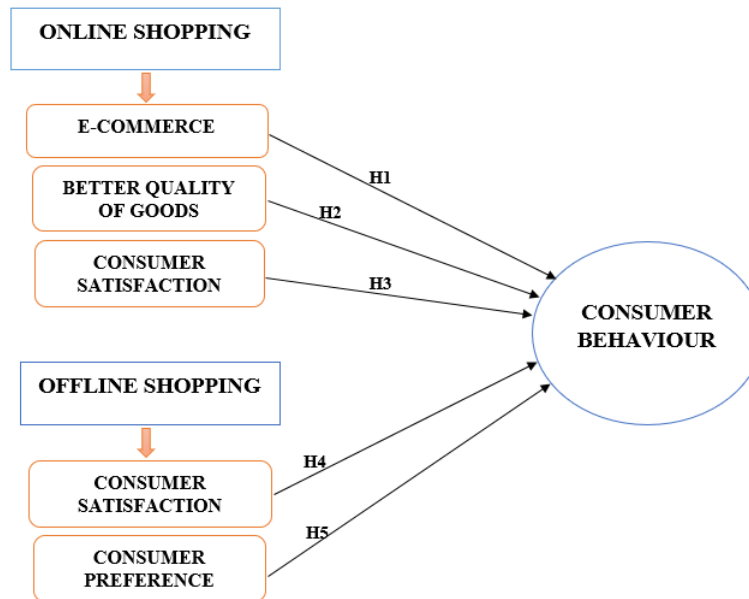 ONLINE SHOPPING
E-COMMERCE
H1
BETTER QUALITY
OF GOODS
H2
CONSUMER
SATISFACTION
H3
CONSUMER
BEHAVIOUR
OFFLINE SHOPPING
CONSUMER
SATISFACTION
H4
CONSUMER
PREFERENCE
H5